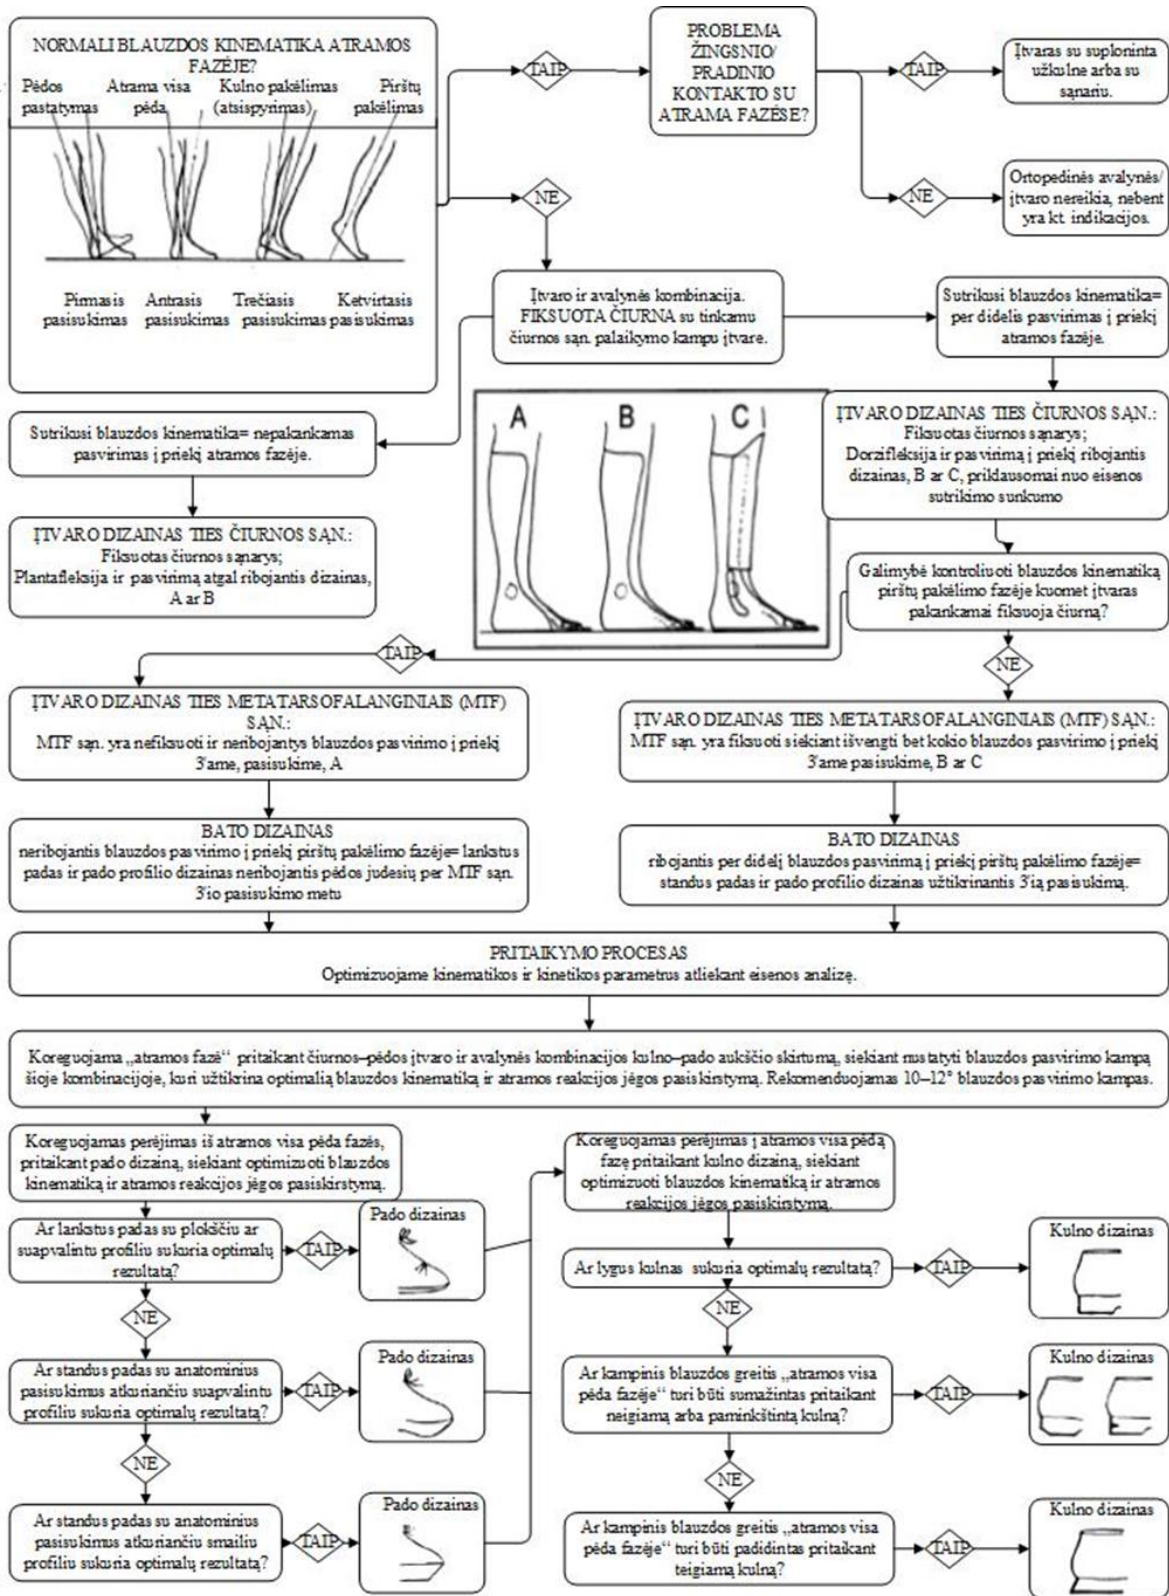 NORMALI BLAUZDOS KINEMATIKA ATRAMOS
FAZĖJE?
Pėdos
pastatymas
Atrama visa
pėda
Kulno pakėlimas
(atsispyrimas)
Pirštų
pakėlimas
Pirmasis
pasisukimas
Antrasis
pasisukimas
Trečiasis
pasisukimas
Ketvirtasis
pasisukimas
TAIP
PROBLEMA
ŽINGSNIO/
PRADINIO
KONTAKTO SU
ATRAMA FAZĖSE?
TAIP
Įtvaras su suploninta
užkulne arba su
sąnariu.
NE
NE
Ortopedinės avalynės/
įtvaro nereikia, nebent
yra kt. indikacijos.
Įtvaro ir avalynės kombinacija.
FIKSUOTA ČIURNA su tinkamu
čiurnos sąn. palaikymo kampu įtvare.
Sutrikusi blauzdos kinematika=
per didelis pasvirimas į priekį
atramos fazėje.
Sutrikusi blauzdos kinematika= nepakankamas
pasvirimas į priekį atramos fazėje.
A
B
C
ĮTVARO DIZAINAS TIES ČIURNOS SĄN.:
Fiksuotas čiurnos sąnarys;
Dorzifleksija ir pasvirimą į priekį ribojantis
dizainas, B ar C, priklausomai nuo eisenos
sutrikimo sunkumo
ĮTVARO DIZAINAS TIES ČIURNOS SĄN.:
Fiksuotas čiurnos sąnarys;
Plantafleksija ir pasvirimą atgal ribojantis dizainas,
A ar B
Galimybė kontroliuoti blauzdos kinematiką
pirštų pakėlimo fazėje kuomet įtvaras
pakankamai fiksuoja čiurną?
TAIP
NE
ĮTVARO DIZAINAS TIES METATARSOFALANGINIAIS (MTF)
SĄN.:
MTF sąn. yra nefiksuoti ir neribojantys blauzdos pasvirimo į priekį
3'ame, pasisukime, A
ĮTVARO DIZAINAS TIES METATARSOFALANGINIAIS (MTF) SĄN.:
MTF sąn. yra fiksuoti siekiant išvengti bet kokio blauzdos pasvirimo į priekį
3'ame pasisukime, B ar C
BATO DIZAINAS
neribojantis blauzdos pasvirimo į priekį pirštų pakėlimo fazėje= lankstus
padas ir pado profilio dizainas neribojantis pėdos judesių per MTF sąn.
3'io pasisukimo metu
BATO DIZAINAS
ribojantis per didelį blauzdos pasvirimą į priekį pirštų pakėlimo fazėje=
standus padas ir pado profilio dizainas užtikrinantis 3'ią pasisukimą.
PRITAIKYMO PROCESAS
Optimizuojame kinematikos ir kinetikos parametrus atliekant eisenos analizę.
Koreguojama „atramos fazė“ pritaikant čiurnos–pėdos įtvaro ir avalynės kombinacijos kulno–pado aukščio skirtumą, siekiant nustatyti blauzdos pasvirimo kampą
šioje kombinacijoje, kuri užtikrina optimalią blauzdos kinematiką ir atramos reakcijos jėgos pasiskirstymą. Rekomenduojamas 10–12° blauzdos pasvirimo kampas.
Koreguojamas perėjimas iš atramos visa pėda fazės,
pritaikant pado dizainą, siekiant optimizuoti blauzdos
kinematiką ir atramos reakcijos jėgos pasiskirstymą.
Koreguojamas perėjimas į atramos visa pėdą
fazę pritaikant kulno dizainą, siekiant
optimizuoti blauzdos kinematiką ir atramos
reakcijos jėgos pasiskirstymą.
Ar lankstus padas su plokščiu ar
suapvalintu profiliu sukuria optimalų
rezultatą?
TAIP
Pado dizainas
Ar lygus kulnas sukuria optimalų rezultatą?
TAIP
Kulno dizainas
NE
NE
Ar standus padas su anatominius
pasisukimus atkuriančiu suapvalintu
profiliu sukuria optimalų rezultatą?
TAIP
Pado dizainas
Ar kampinis blauzdos greitis „atramos visa
pėda fazėje“ turi būti sumažintas pritaikant
neigiamą arba paminkštintą kulną?
TAIP
Kulno dizainas
NE
NE
Ar standus padas su anatominius
pasisukimus atkuriančiu smailiu
profiliu sukuria optimalų rezultatą?
TAIP
Pado dizainas
Ar kampinis blauzdos greitis „atramos visa
pėda fazėje“ turi būti padidintas pritaikant
teigiamą kulną?
TAIP
Kulno dizainas